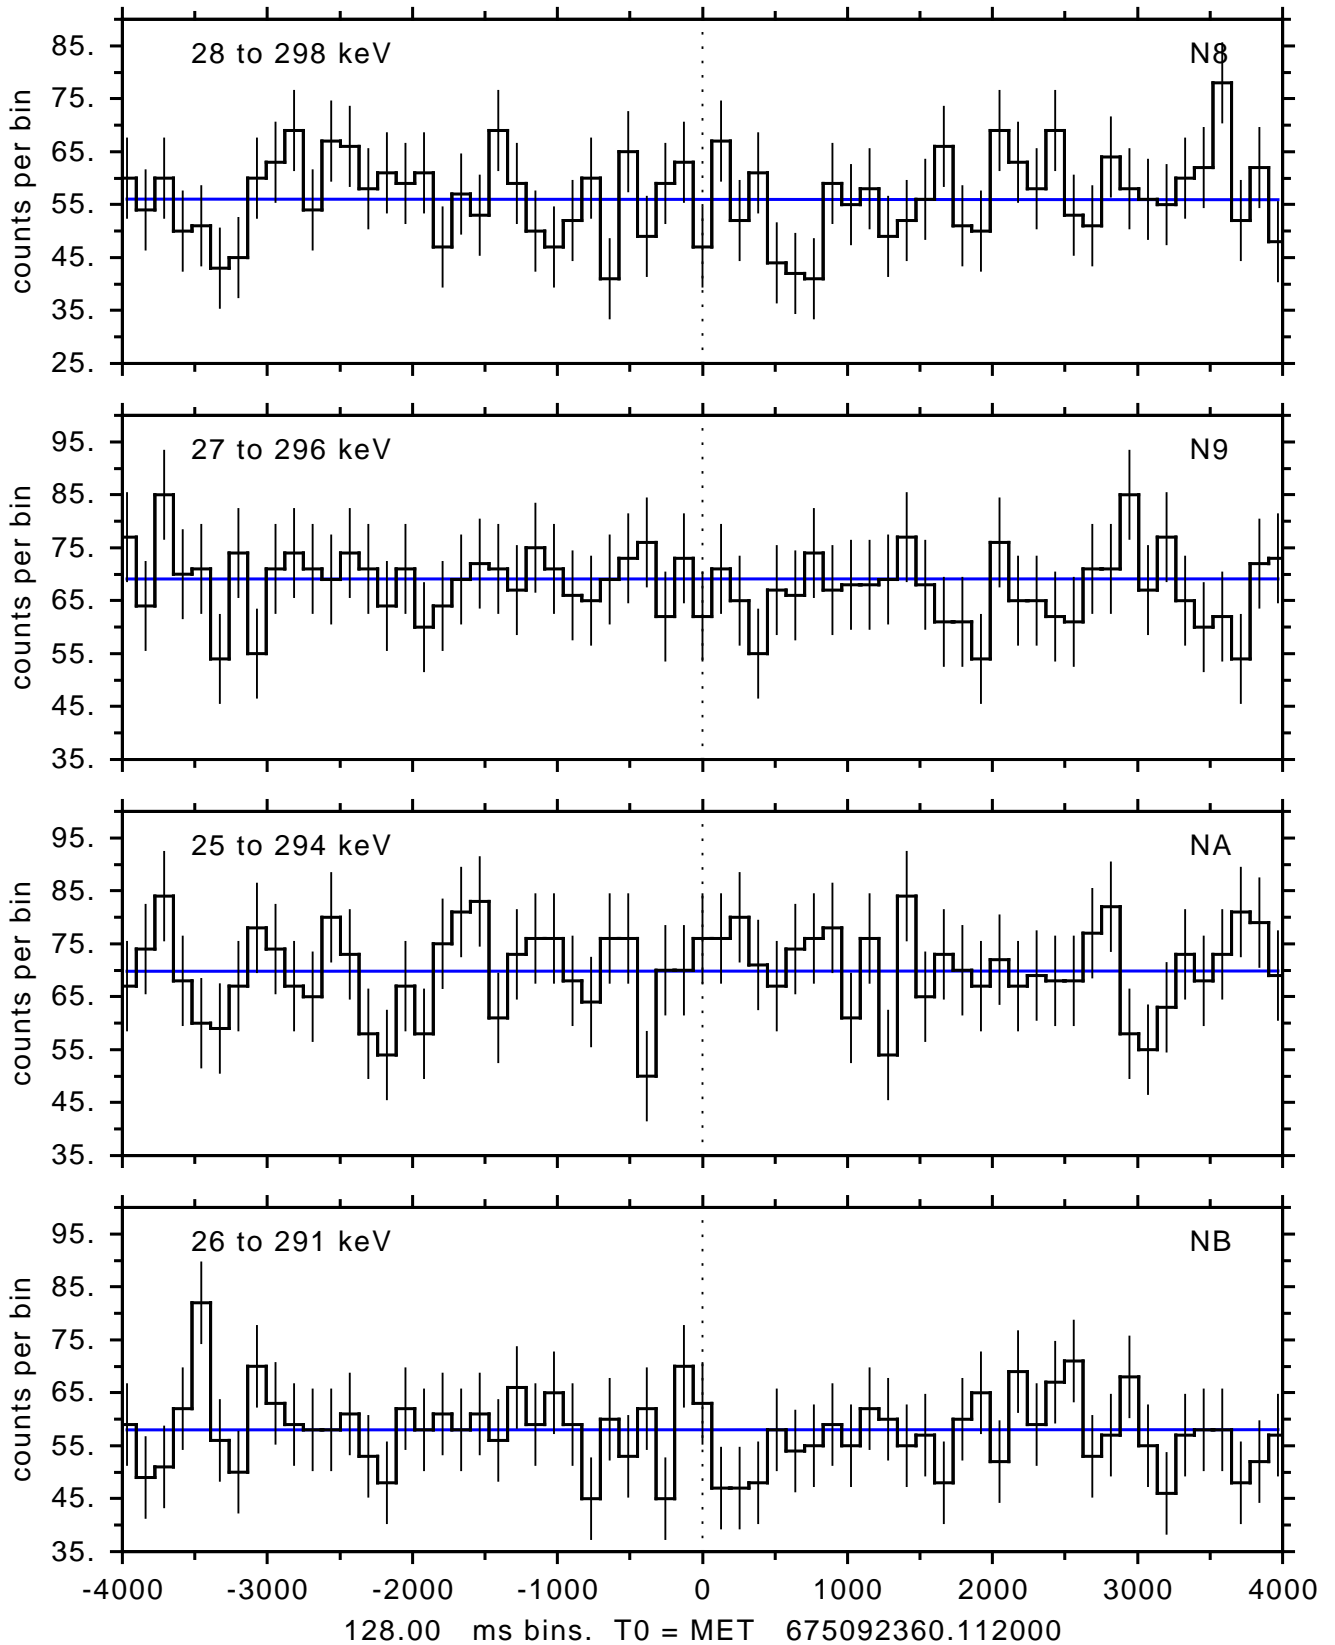 28 to 298 keV N8
85.
75.
65.
55.
45.
35.
25.
counts per bin
27 to 296 keV N9
95.
85.
75.
65.
55.
45.
35.
counts per bin
25 to 294 keV NA
95.
85.
75.
65.
55.
45.
35.
counts per bin
26 to 291 keV NB
95.
85.
75.
65.
55.
45.
35.
counts per bin
-4000 -3000 -2000 -1000 0 1000 2000 3000 4000
128.00 ms bins. T0 = MET 675092360.112000